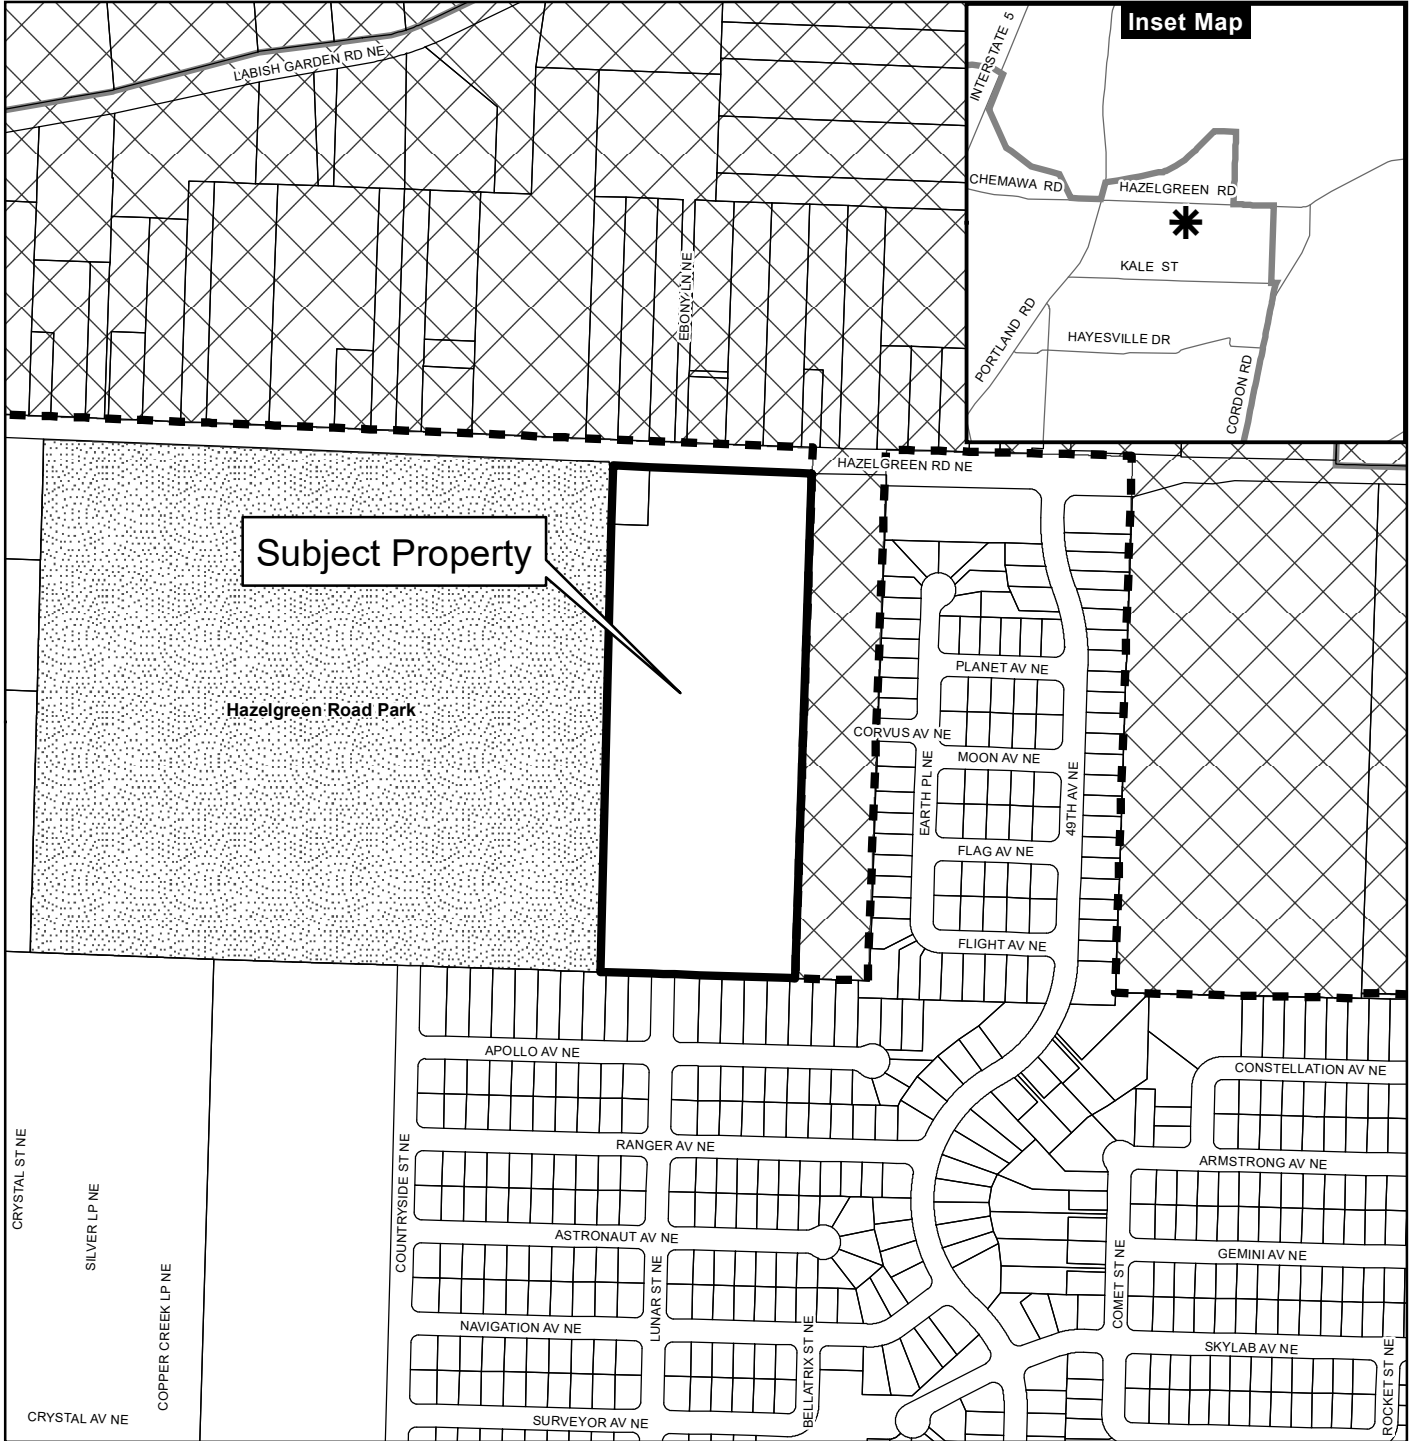 Inset Map
INTERSTATE 5
CHEMAWA RD
HAZELGREEN RD
KALE ST
PORTLAND RD
HAYESVILLE DR
CORDON RD
LABISH GARDEN RD NE
EBONY LN NE
HAZELGREEN RD NE
Subject Property
Hazelgreen Road Park
PLANET AV NE
CORVUS AV NE
MOON AV NE
EARTH PL NE
49TH AV NE
FLAG AV NE
FLIGHT AV NE
APOLLO AV NE
CONSTELLATION AV NE
RANGER AV NE
ARMSTRONG AV NE
CRYSTAL ST NE
SILVER LP NE
COUNTRYSIDE ST NE
ASTRONAUT AV NE
GEMINI AV NE
COMET ST NE
LUNAR ST NE
COPPER CREEK LP NE
NAVIGATION AV NE
BELLATRIX ST NE
SKYLAB AV NE
ROCKET ST NE
CRYSTAL AV NE
SURVEYOR AV NE